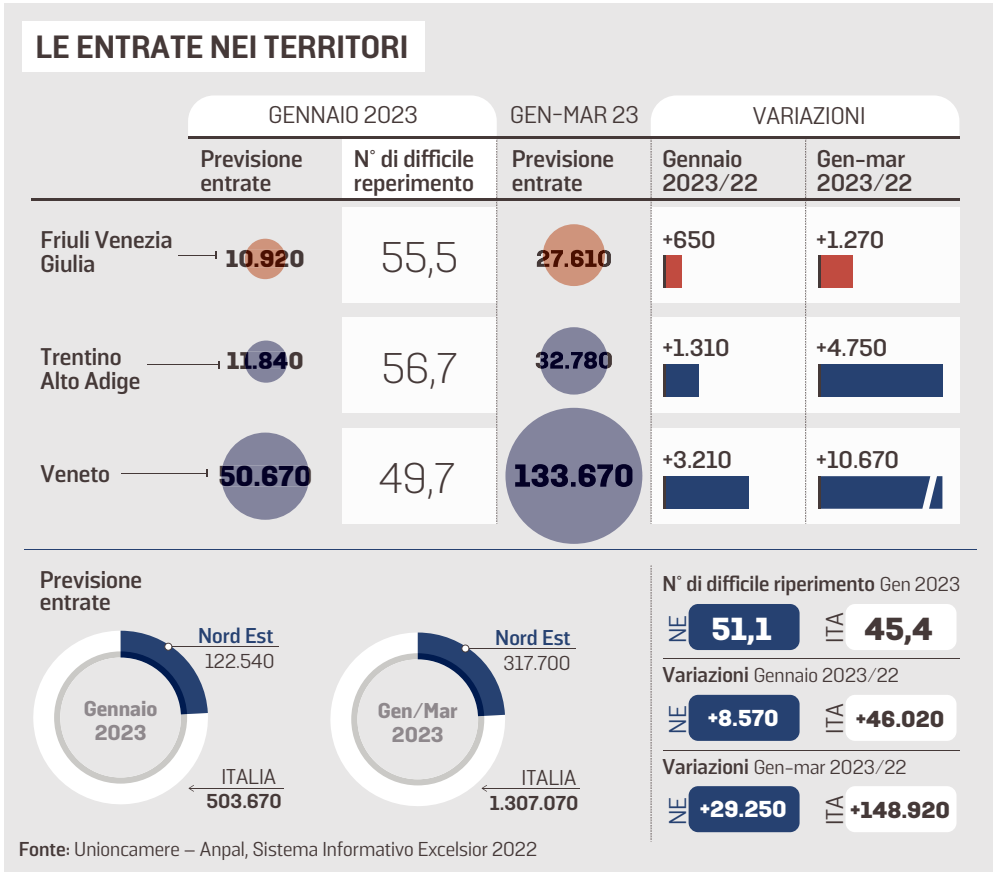 LE ENTRATE NEI TERRITORI
GENNAIO 2023
GEN-MAR 23
VARIAZIONI
Previsione
entrate
N° di difficile
reperimento
Previsione
entrate
Gennaio
2023/22
Gen-mar
2023/22
Friuli Venezia
Giulia
10.920
55,5
27.610
+650
+1.270
Trentino
Alto Adige
11.840
56,7
32.780
+1.310
+4.750
Veneto
50.670
49,7
133.670
+3.210
+10.670
Previsione
entrate
Nord Est
122.540
Gennaio
2023
ITALIA
503.670
Nord Est
317.700
Gen/Mar
2023
ITALIA
1.307.070
N° di difficile riperimento Gen 2023
NE 51,1 ITA 45,4
Variazioni Gennaio 2023/22
NE +8.570 ITA +46.020
Variazioni Gen-mar 2023/22
NE +29.250 ITA +148.920
Fonte: Unioncamere – Anpal, Sistema Informativo Excelsior 2022